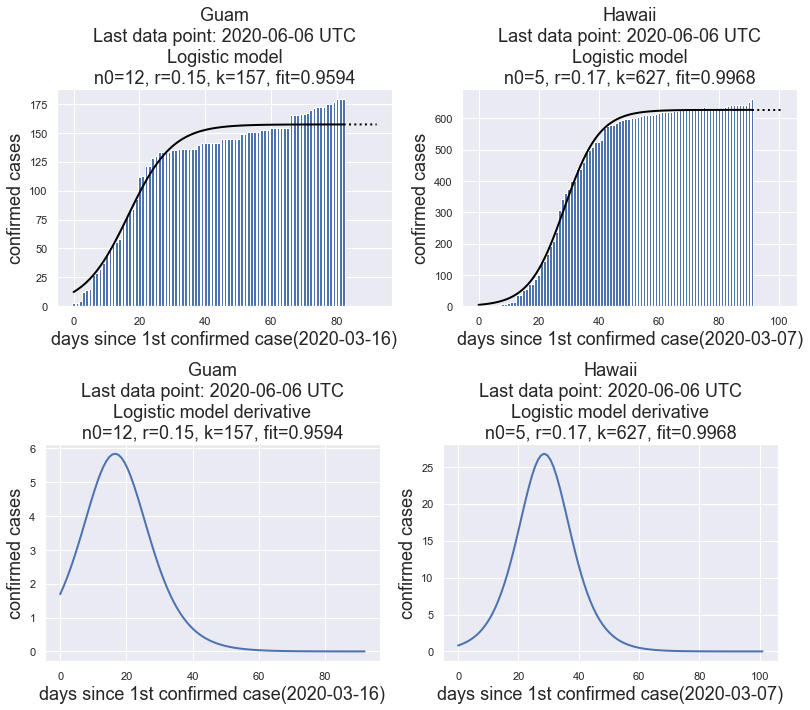 Guam
Last data point: 2020-06-06 UTC
Logistic model
n0=12, r=0.15, k=157, fit=0.9594
175
150
125
100
75
50
25
0
confirmed cases
0 20 40 60 80
days since 1st confirmed case(2020-03-16)
Hawaii
Last data point: 2020-06-06 UTC
Logistic model
n0=5, r=0.17, k=627, fit=0.9968
600
500
400
300
200
100
0
confirmed cases
0 20 40 60 80 100
days since 1st confirmed case(2020-03-07)
Guam
Last data point: 2020-06-06 UTC
Logistic model derivative
n0=12, r=0.15, k=157, fit=0.9594
6
5
4
3
2
1
0
confirmed cases
0 20 40 60 80
days since 1st confirmed case(2020-03-16)
Hawaii
Last data point: 2020-06-06 UTC
Logistic model derivative
n0=5, r=0.17, k=627, fit=0.9968
25
20
15
10
5
0
confirmed cases
0 20 40 60 80 100
days since 1st confirmed case(2020-03-07)